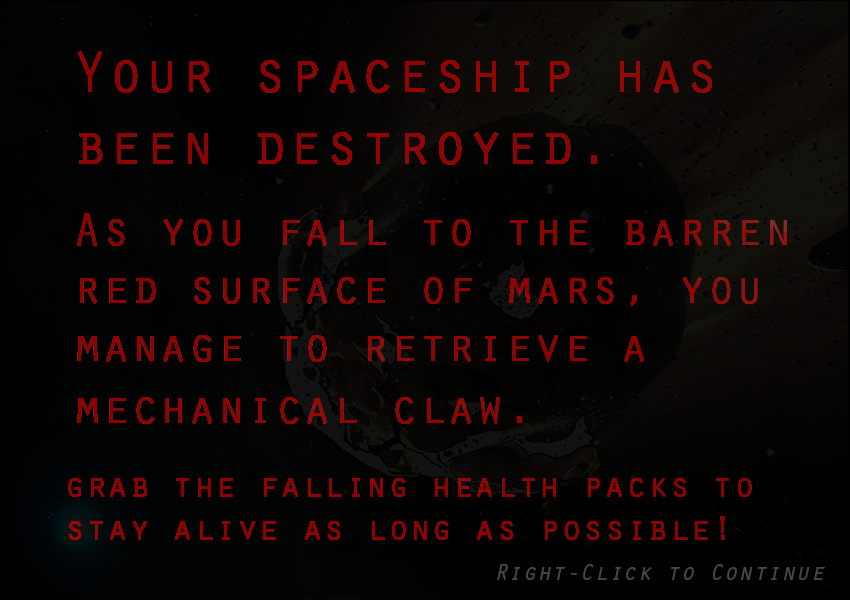 Your spaceship has
been destroyed.
As you fall to the barren
red surface of mars, you
manage to retrieve a
mechanical claw.
grab the falling health packs to
stay alive as long as possible!
Right-Click to Continue